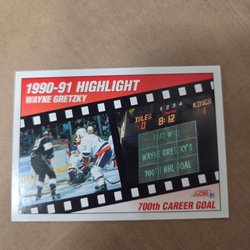 1990-91 HIGHLIGHT
WAYNE GRETZKY
1 2 3 4
ISLES
KINGS
0
8:12
1
THAT WAS
WAYNE GRETZKY'S
700TH NHL GOAL
SCORE
700th CAREER GOAL